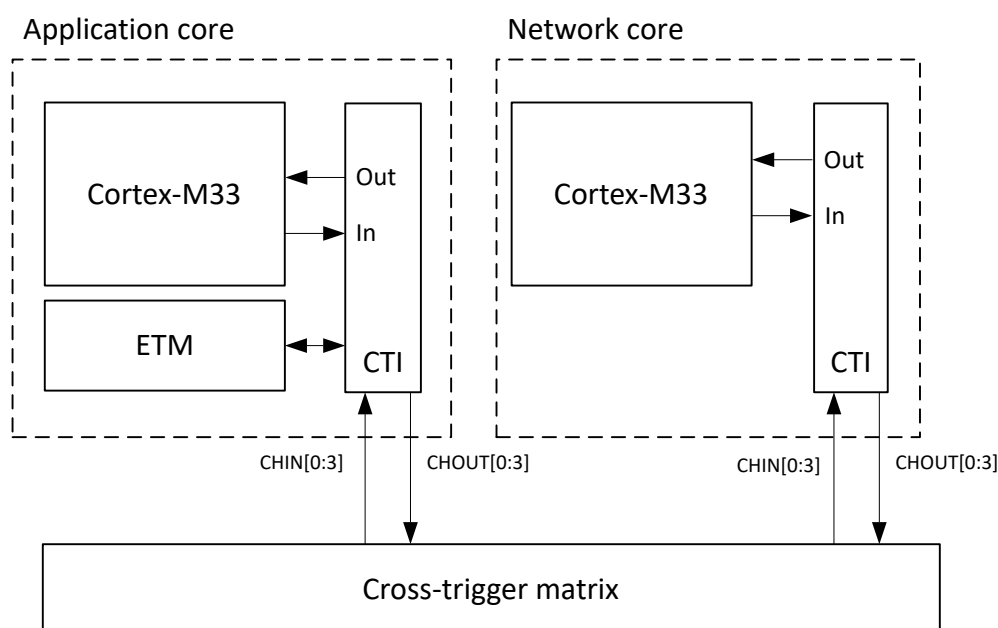 Application core
Network core
Cortex-M33
Out
In
ETM
CTI
Cortex-M33
Out
In
CTI
CHIN[0:3]
CHOUT[0:3]
CHIN[0:3]
CHOUT[0:3]
Cross-trigger matrix